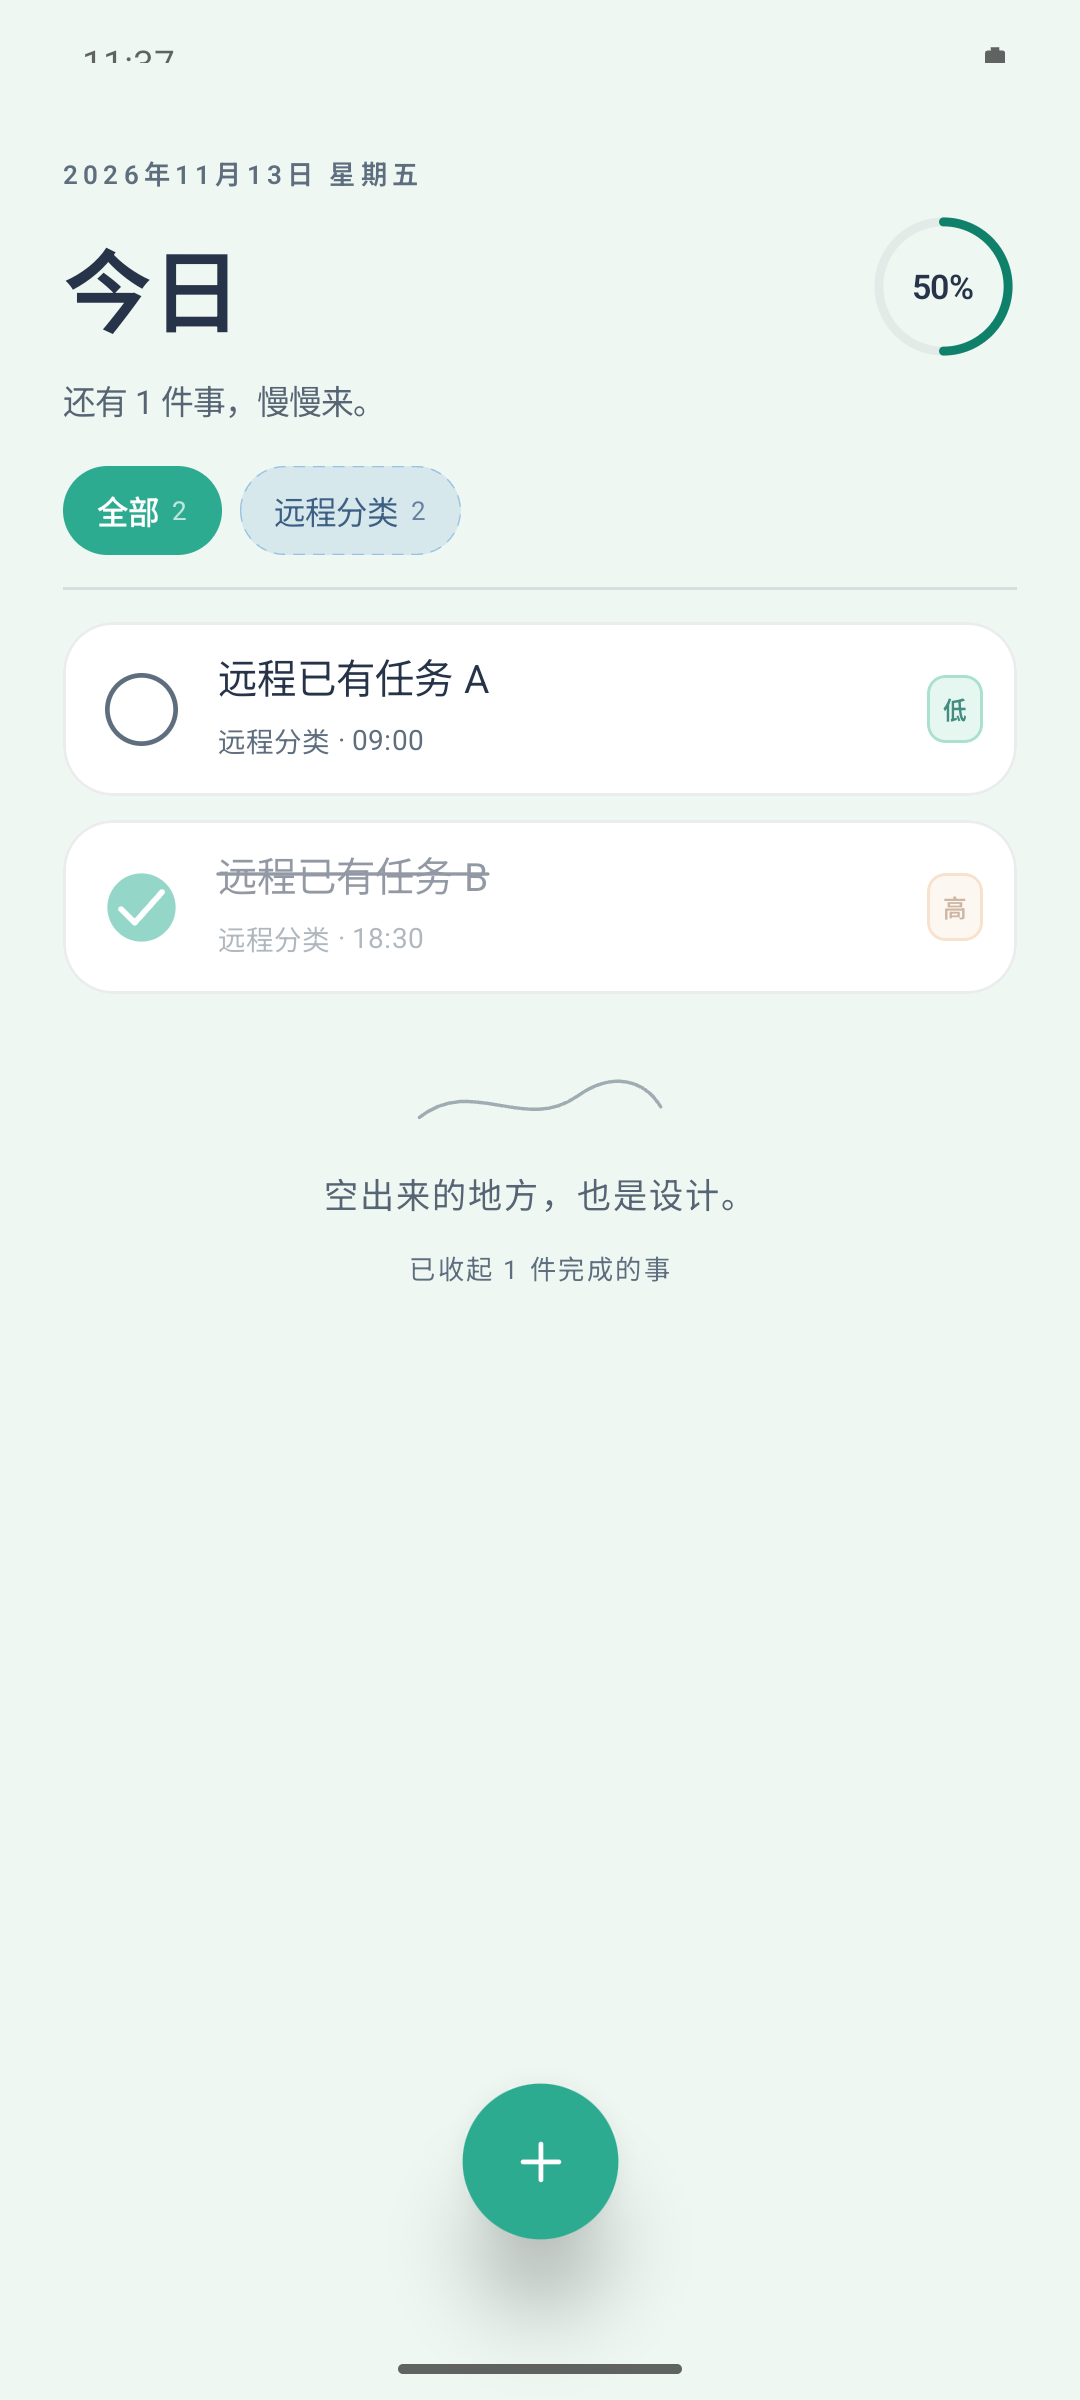 11:37
2026年11月13日 星期五
今日
50%
还有 1 件事，慢慢来。
全部 2
远程分类 2
远程已有任务 A
远程分类 · 09:00
低
远程已有任务 B
远程分类 · 18:30
高
空出来的地方，也是设计。
已收起 1 件完成的事